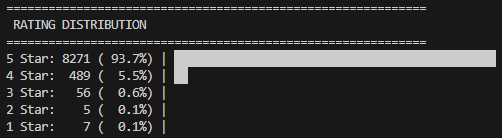 ============================================================
RATING DISTRIBUTION
============================================================
5 Star: 8271 ( 93.7%) |
4 Star:  489 (  5.5%) |
3 Star:   56 (  0.6%) |
2 Star:    5 (  0.1%) |
1 Star:    7 (  0.1%) |